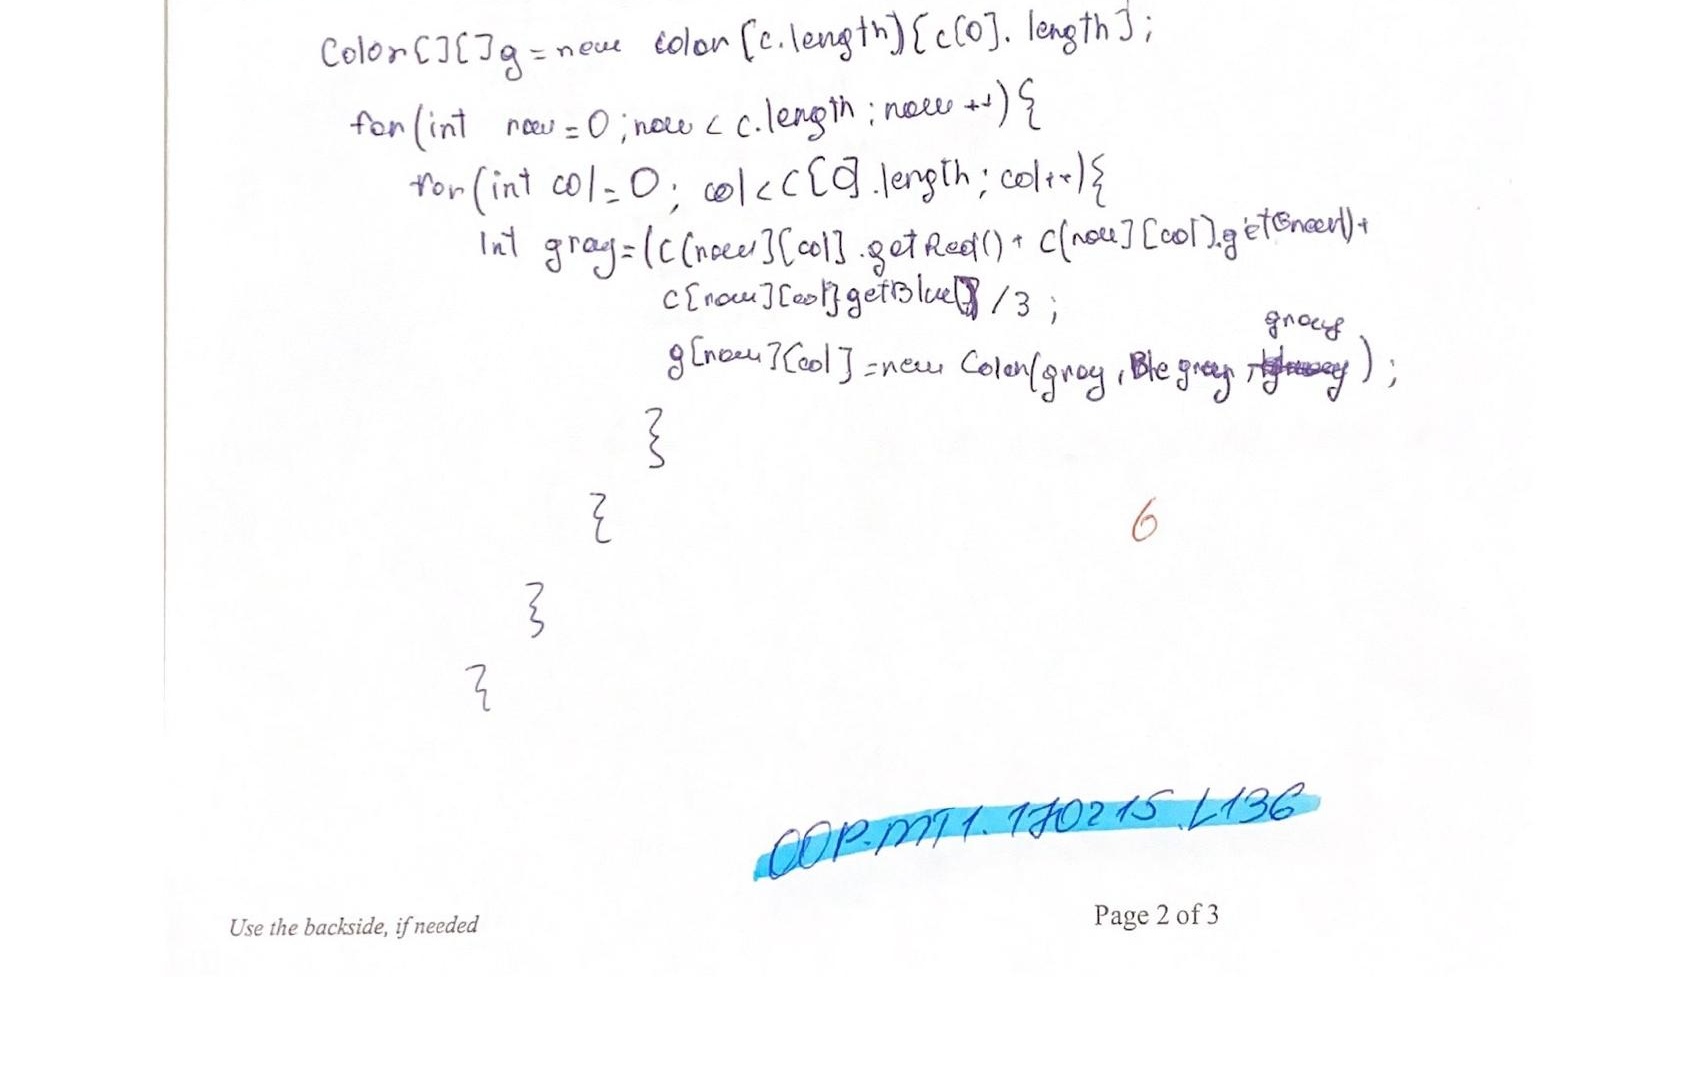 Color[][]g = new color [c.length][c[0].length];
for(int row = 0; row < c.length; row ++){
for(int col = 0; col < c[0].length; col++){
int gray = (c[row][col].getRed() + c[row][col].getGreen()+
c[row][col]getBlue()) /3 ;
gray
g[row][col] = new Color(gray, gray, );
}
{
6
}
{
OOP.MT1.170215.L136
Use the backside, if needed
Page 2 of 3